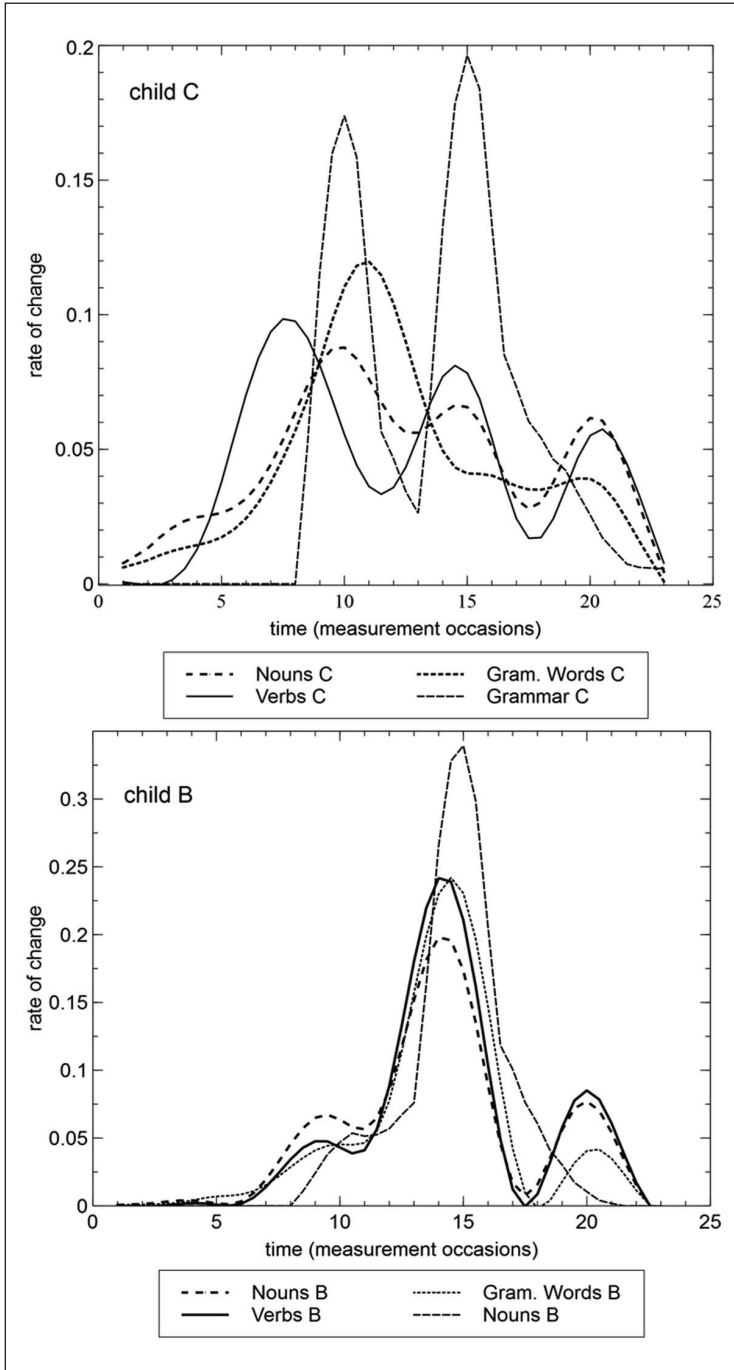 child C
0.2
0.15
0.1
0.05
0
rate of change
0 5 10 15 20 25
time (measurement occasions)
Nouns C Gram. Words C
Verbs C Grammar C
child B
0.3
0.25
0.2
0.15
0.1
0.05
0
rate of change
0 5 10 15 20 25
time (measurement occasions)
Nouns B Gram. Words B
Verbs B Nouns B